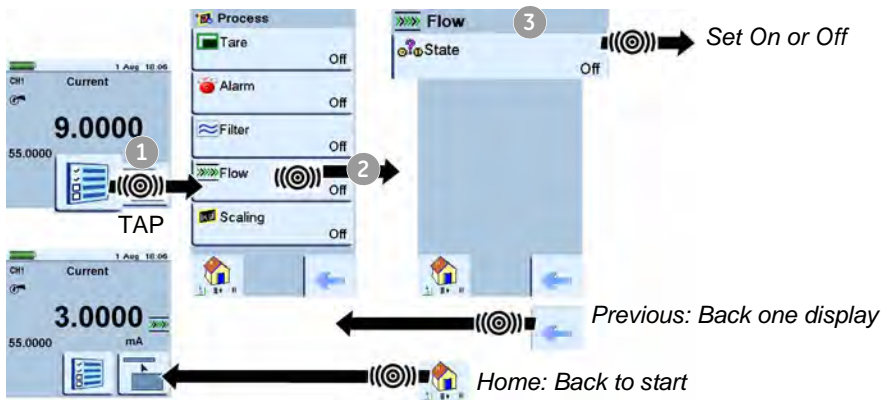 Process
Tare
Off
Alarm
Off
Filter
Off
Flow
Off
Scaling
Off
Flow
3
State
Off
Set On or Off
1 Aug 18:06
CH1
Current
9.0000
55.0000
1
2
TAP
1 Aug 18:06
CH1
Current
3.0000
55.0000
mA
Previous: Back one display
Home: Back to start